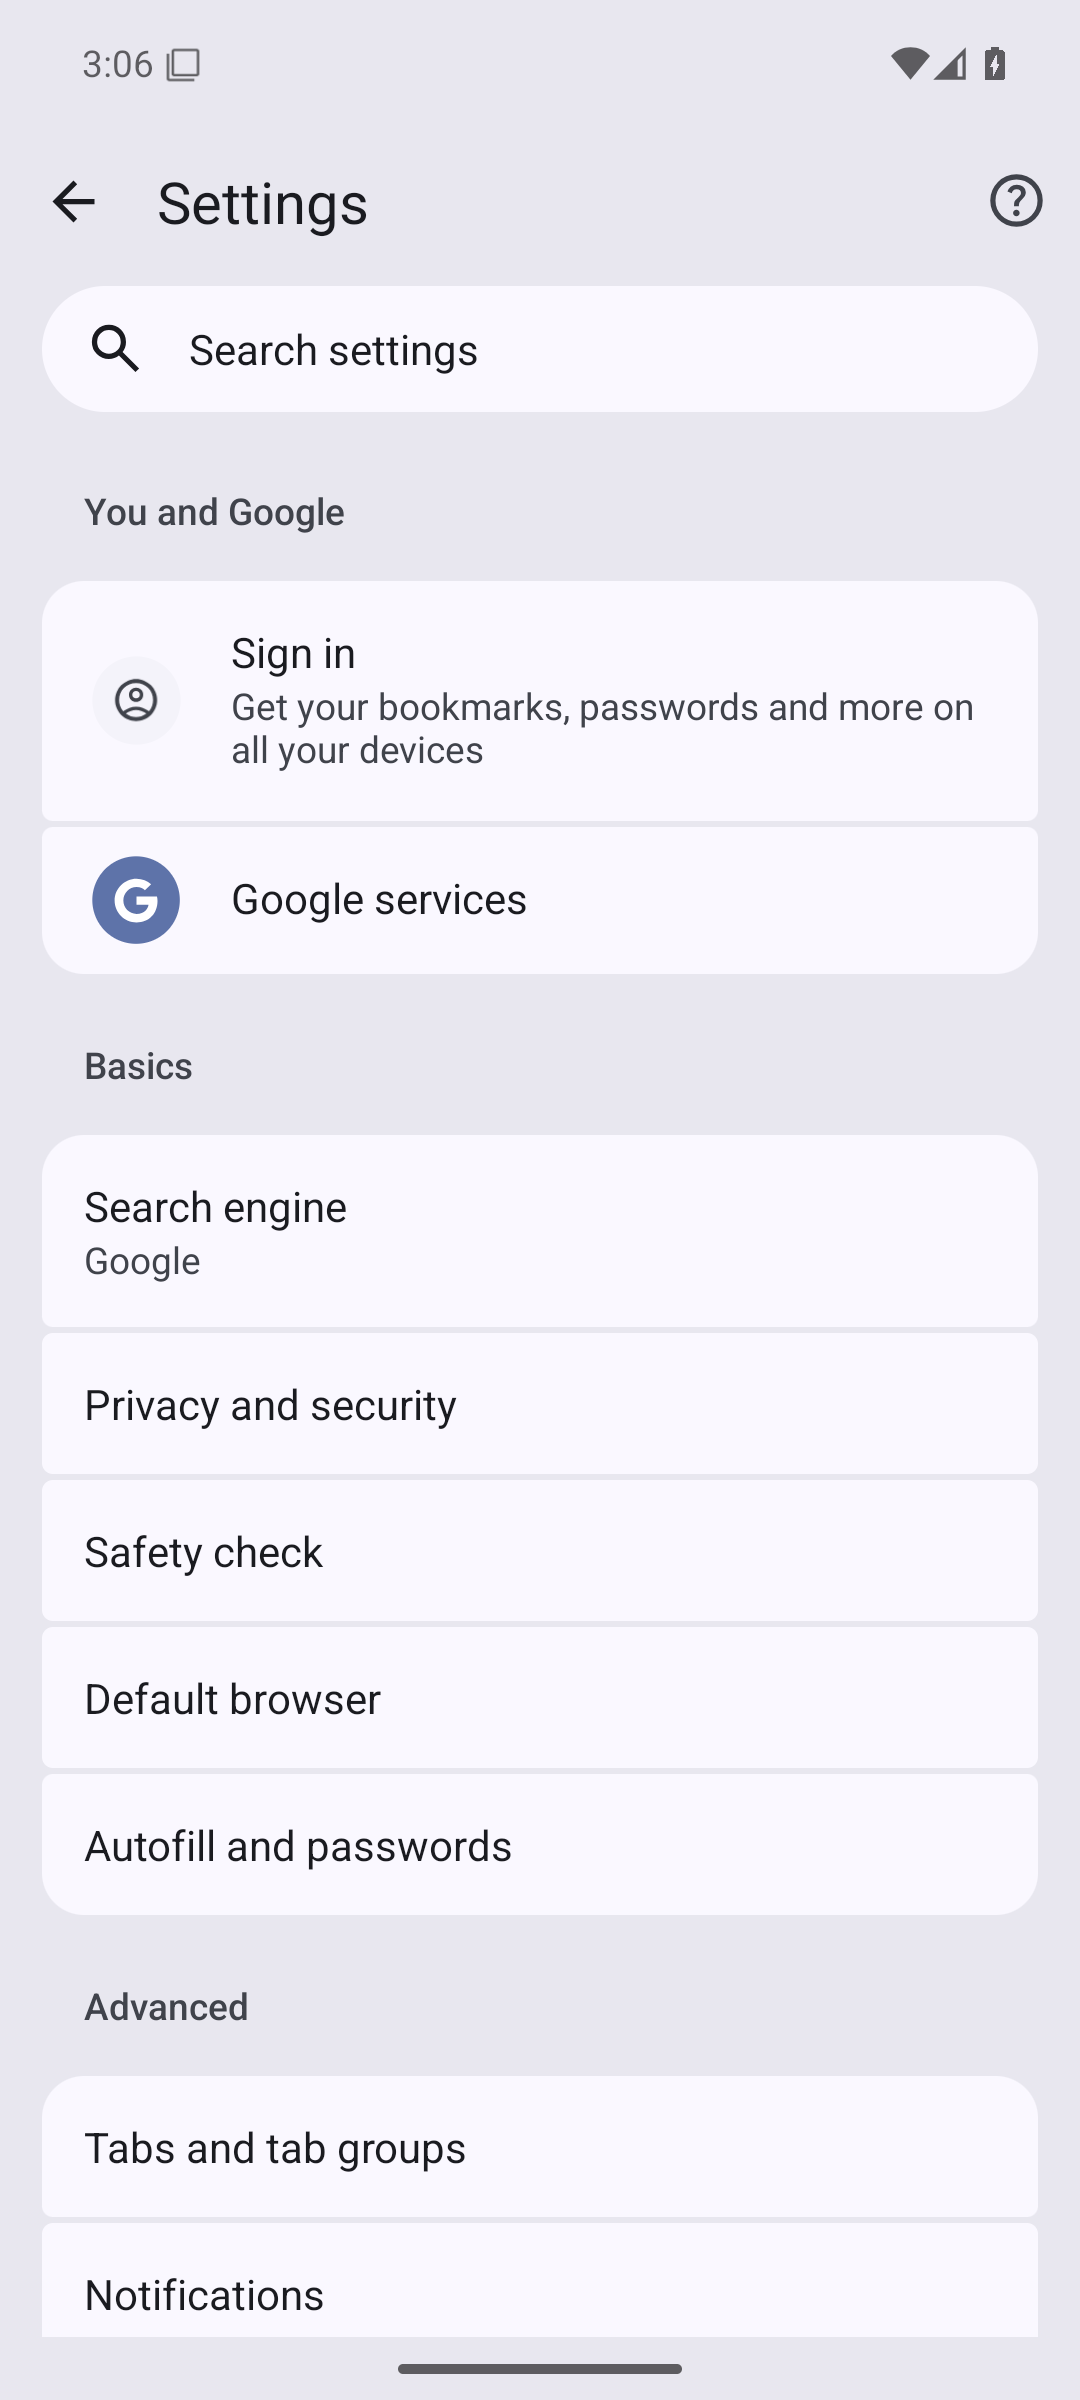 3:06
Settings
Search settings
You and Google
Sign in
Get your bookmarks, passwords and more on
all your devices
Google services
Basics
Search engine
Google
Privacy and security
Safety check
Default browser
Autofill and passwords
Advanced
Tabs and tab groups
Notifications